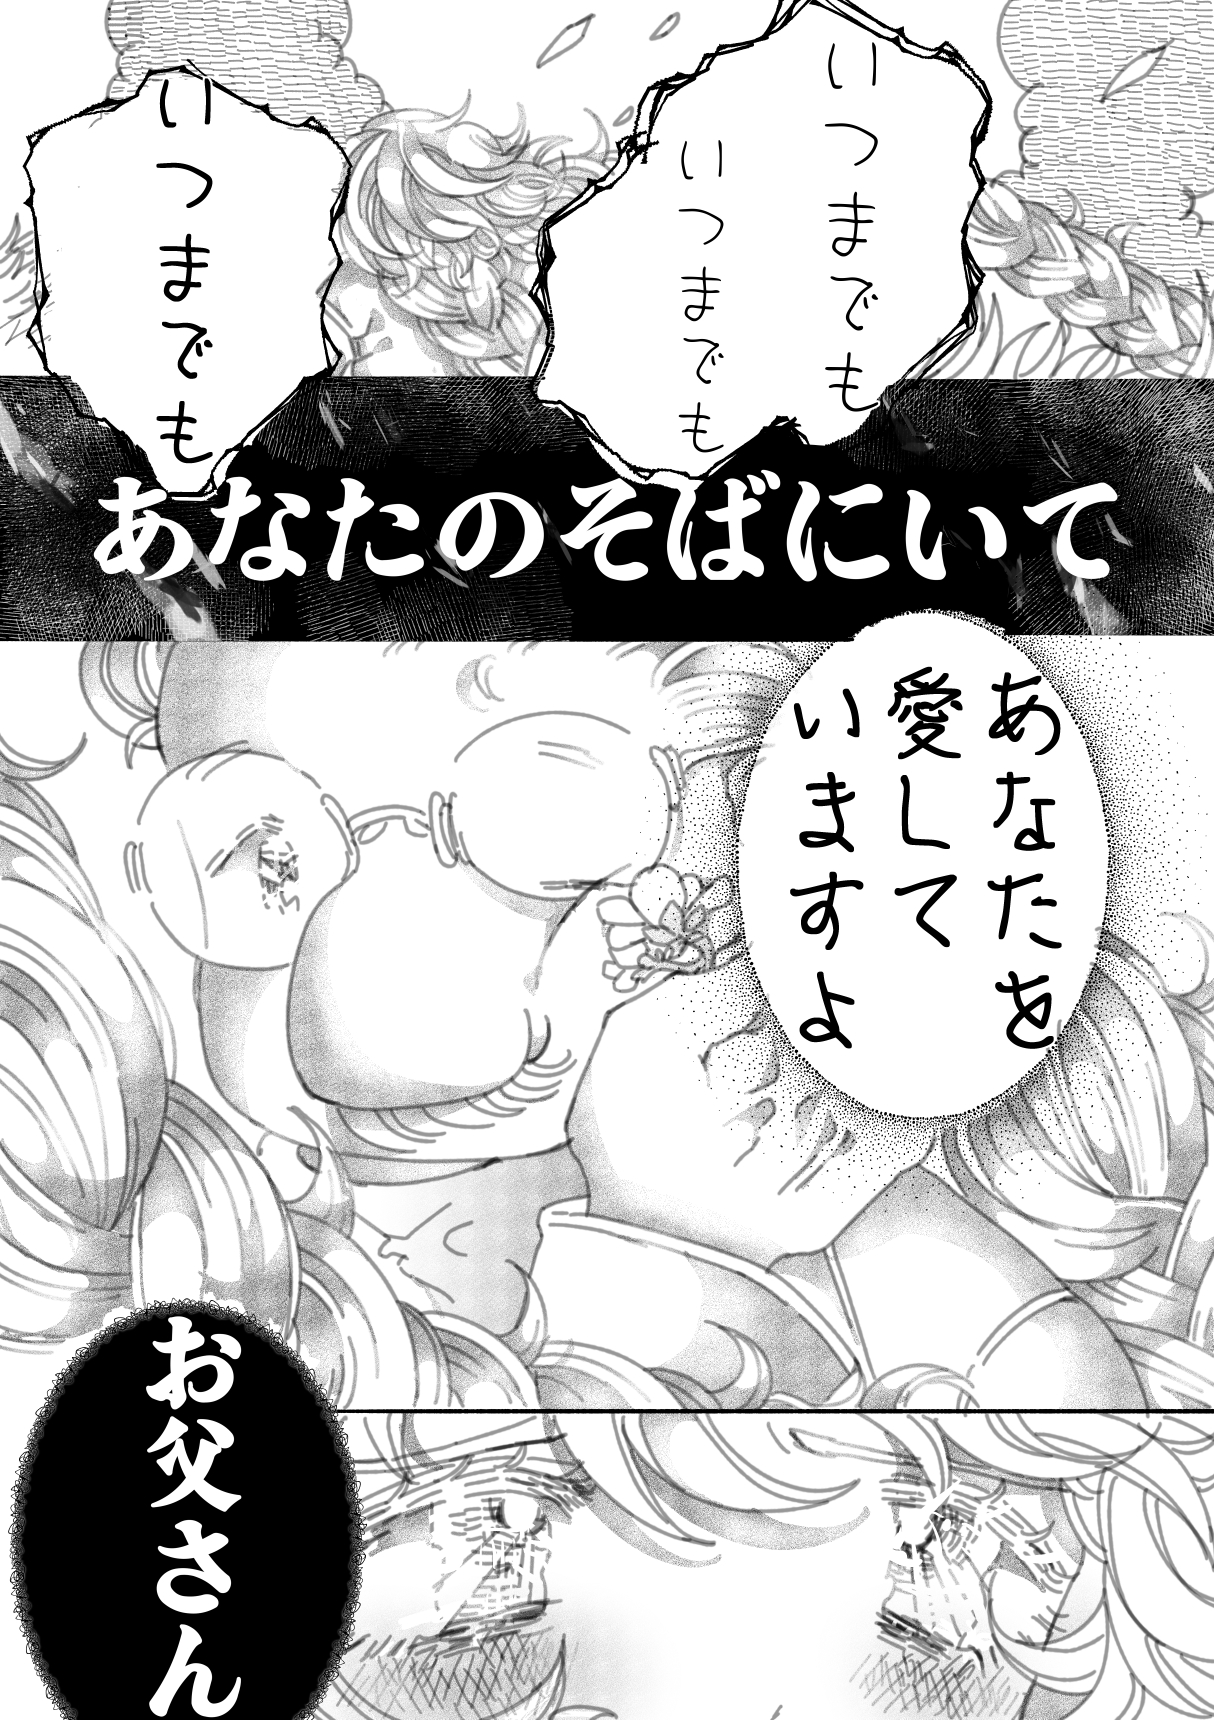 いつまでも
いつまでも
いつまでも
あなたのそばにいて
あなたを
愛して
いますよ
お父さん